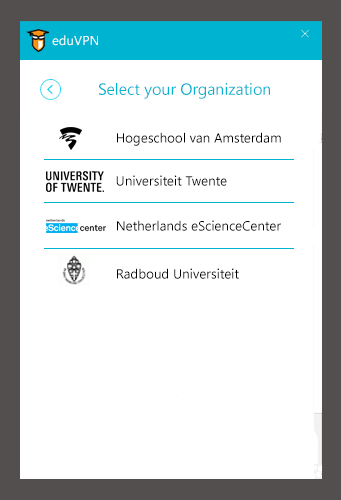 eduVPN
Select your Organization
Hogeschool van Amsterdam
UNIVERSITY
OF TWENTE.
Universiteit Twente
netherlands
eScience center
Netherlands eScienceCenter
Radboud Universiteit